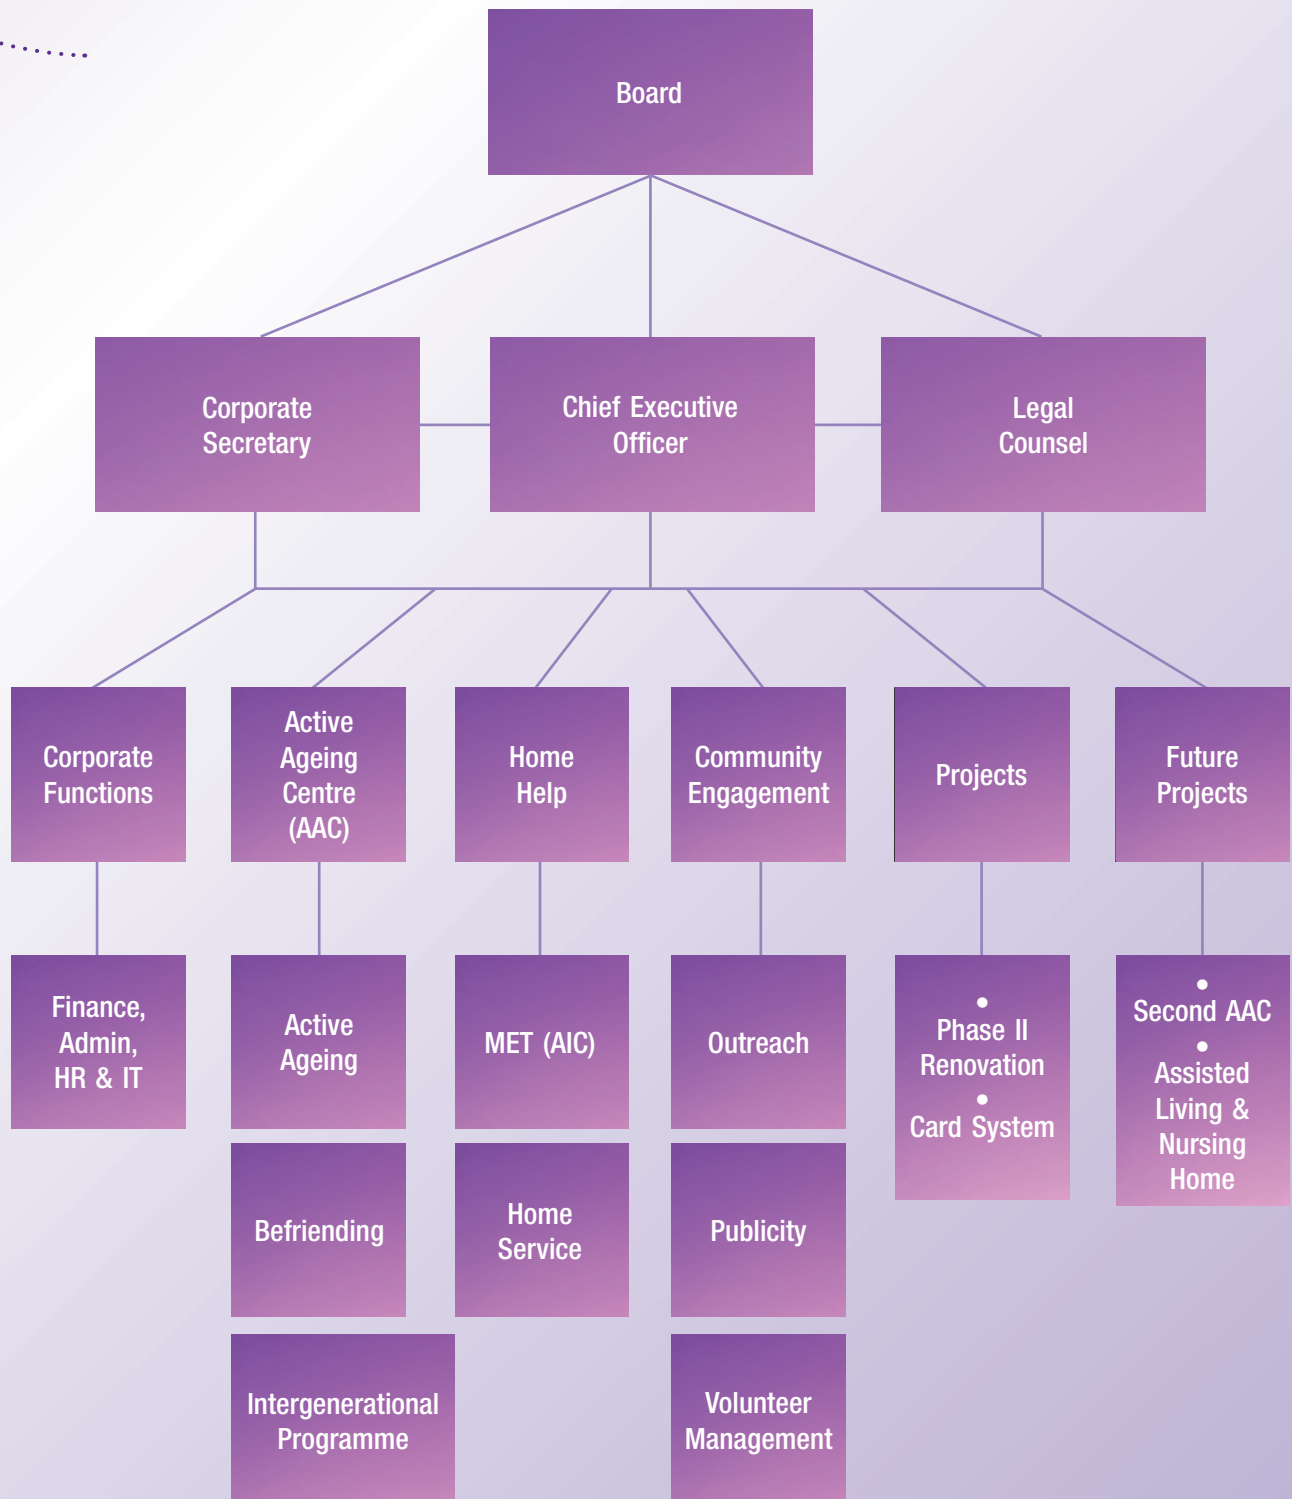 Board
Corporate
Secretary
Chief Executive
Officer
Legal
Counsel
Corporate
Functions
Active
Ageing
Centre
(AAC)
Home
Help
Community
Engagement
Projects
Future
Projects
Finance,
Admin,
HR & IT
Active
Ageing
MET (AIC)
Outreach
•
Phase II
Renovation
•
Card System
•
Second AAC
•
Assisted
Living &
Nursing
Home
Befriending
Home
Service
Publicity
Intergenerational
Programme
Volunteer
Management